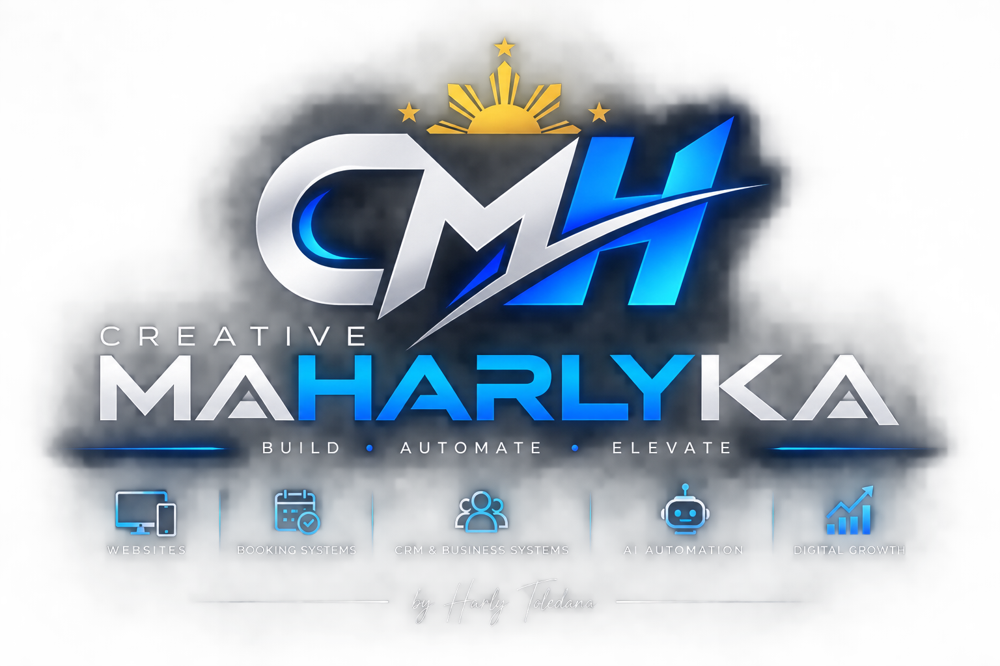 CMH
CREATIVE
MAHARLYKA
BUILD • AUTOMATE • ELEVATE
WEBSITES
BOOKING SYSTEMS
CRM & BUSINESS SYSTEMS
AI AUTOMATION
DIGITAL GROWTH
by Harly Toledana